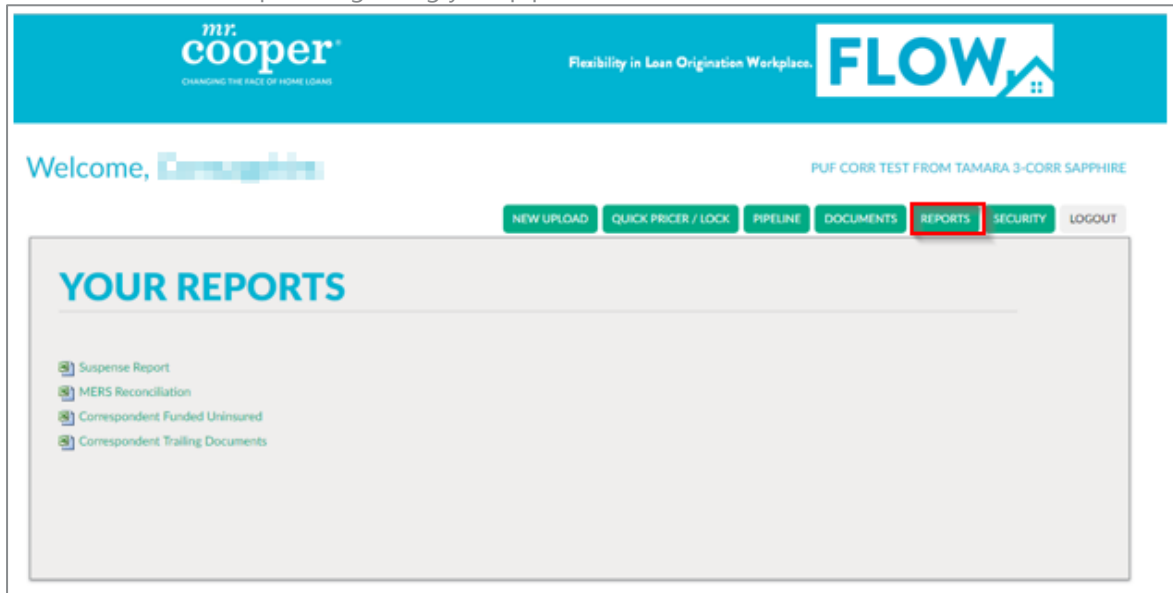 mr.
cooper®
CHANGING THE FACE OF HOME LOANS
Flexibility in Loan Origination Workplace.
FLOW
Welcome,
PUF CORR TEST FROM TAMARA 3-CORR SAPPHIRE
NEW UPLOAD QUICK PRICER / LOCK PIPELINE DOCUMENTS REPORTS SECURITY LOGOUT
YOUR REPORTS
Suspense Report
MERS Reconciliation
Correspondent Funded Uninsured
Correspondent Trailing Documents